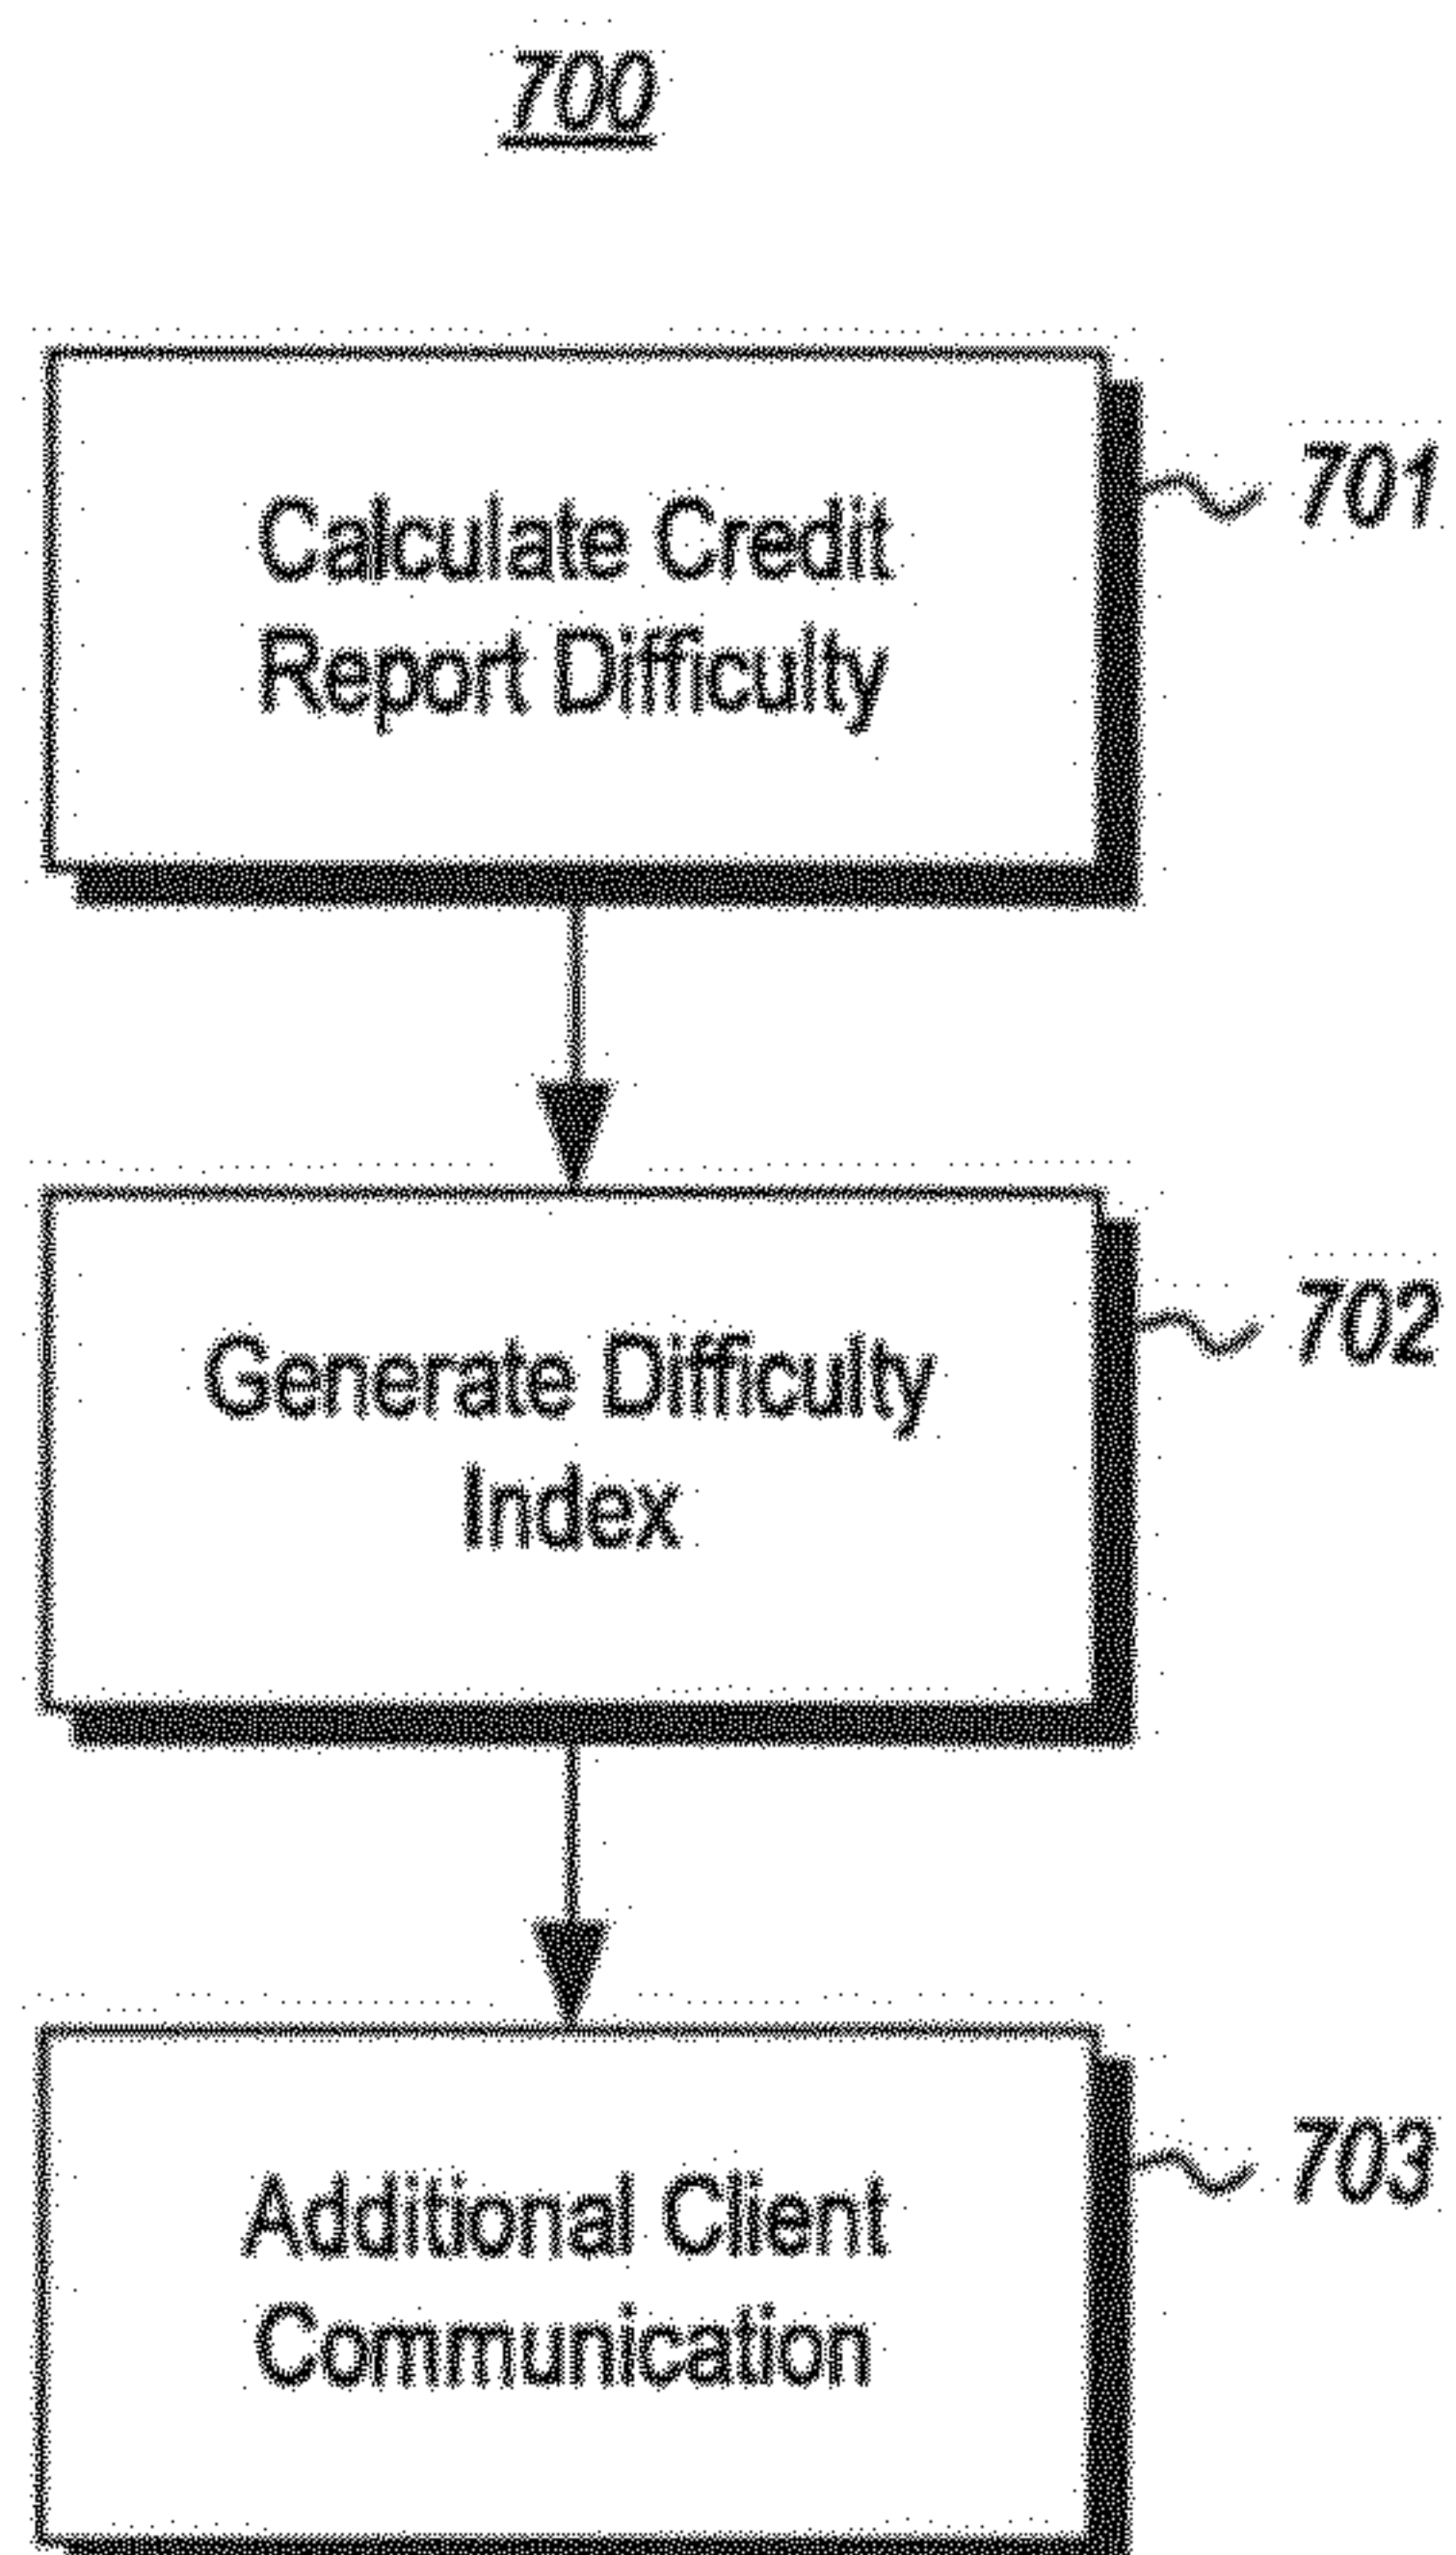 700
Calculate Credit
701
Report Difficulty
Generate Difficulty
702
Index
Additional Client
703
Communication